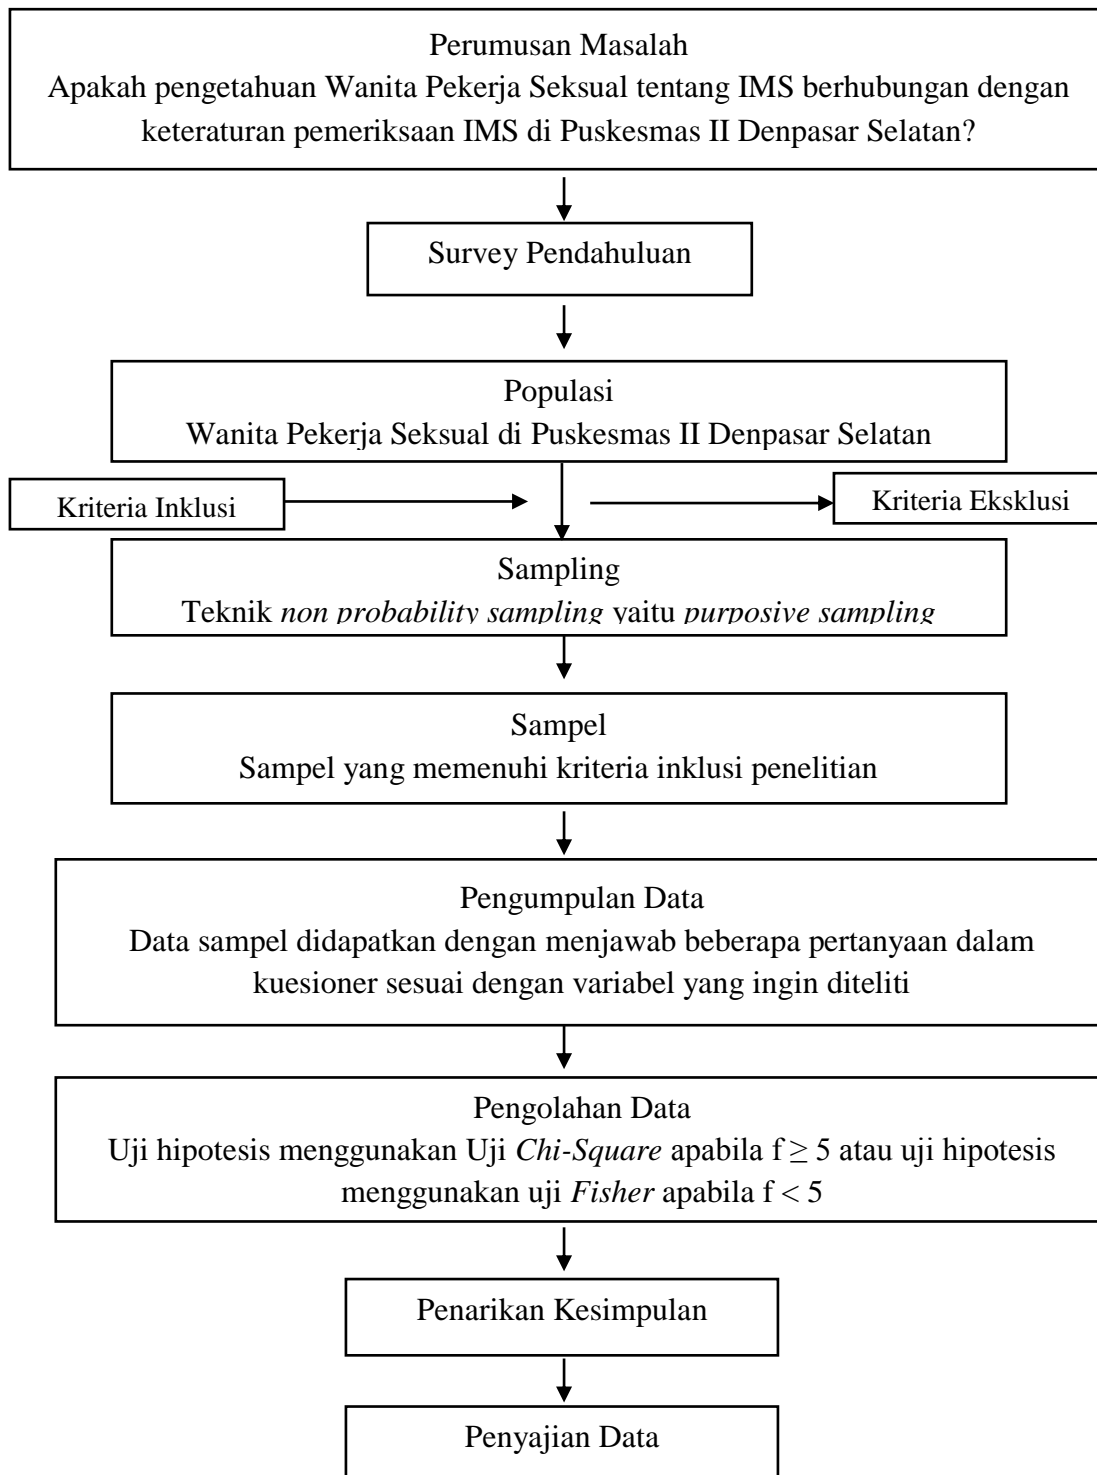 Perumusan Masalah
Apakah pengetahuan Wanita Pekerja Seksual tentang IMS berhubungan dengan
keteraturan pemeriksaan IMS di Puskesmas II Denpasar Selatan?
Survey Pendahuluan
Populasi
Wanita Pekerja Seksual di Puskesmas II Denpasar Selatan
Kriteria Inklusi
Kriteria Eksklusi
Sampling
Teknik non probability sampling yaitu purposive sampling
Sampel
Sampel yang memenuhi kriteria inklusi penelitian
Pengumpulan Data
Data sampel didapatkan dengan menjawab beberapa pertanyaan dalam
kuesioner sesuai dengan variabel yang ingin diteliti
Pengolahan Data
Uji hipotesis menggunakan Uji Chi-Square apabila f ≥ 5 atau uji hipotesis
menggunakan uji Fisher apabila f < 5
Penarikan Kesimpulan
Penyajian Data